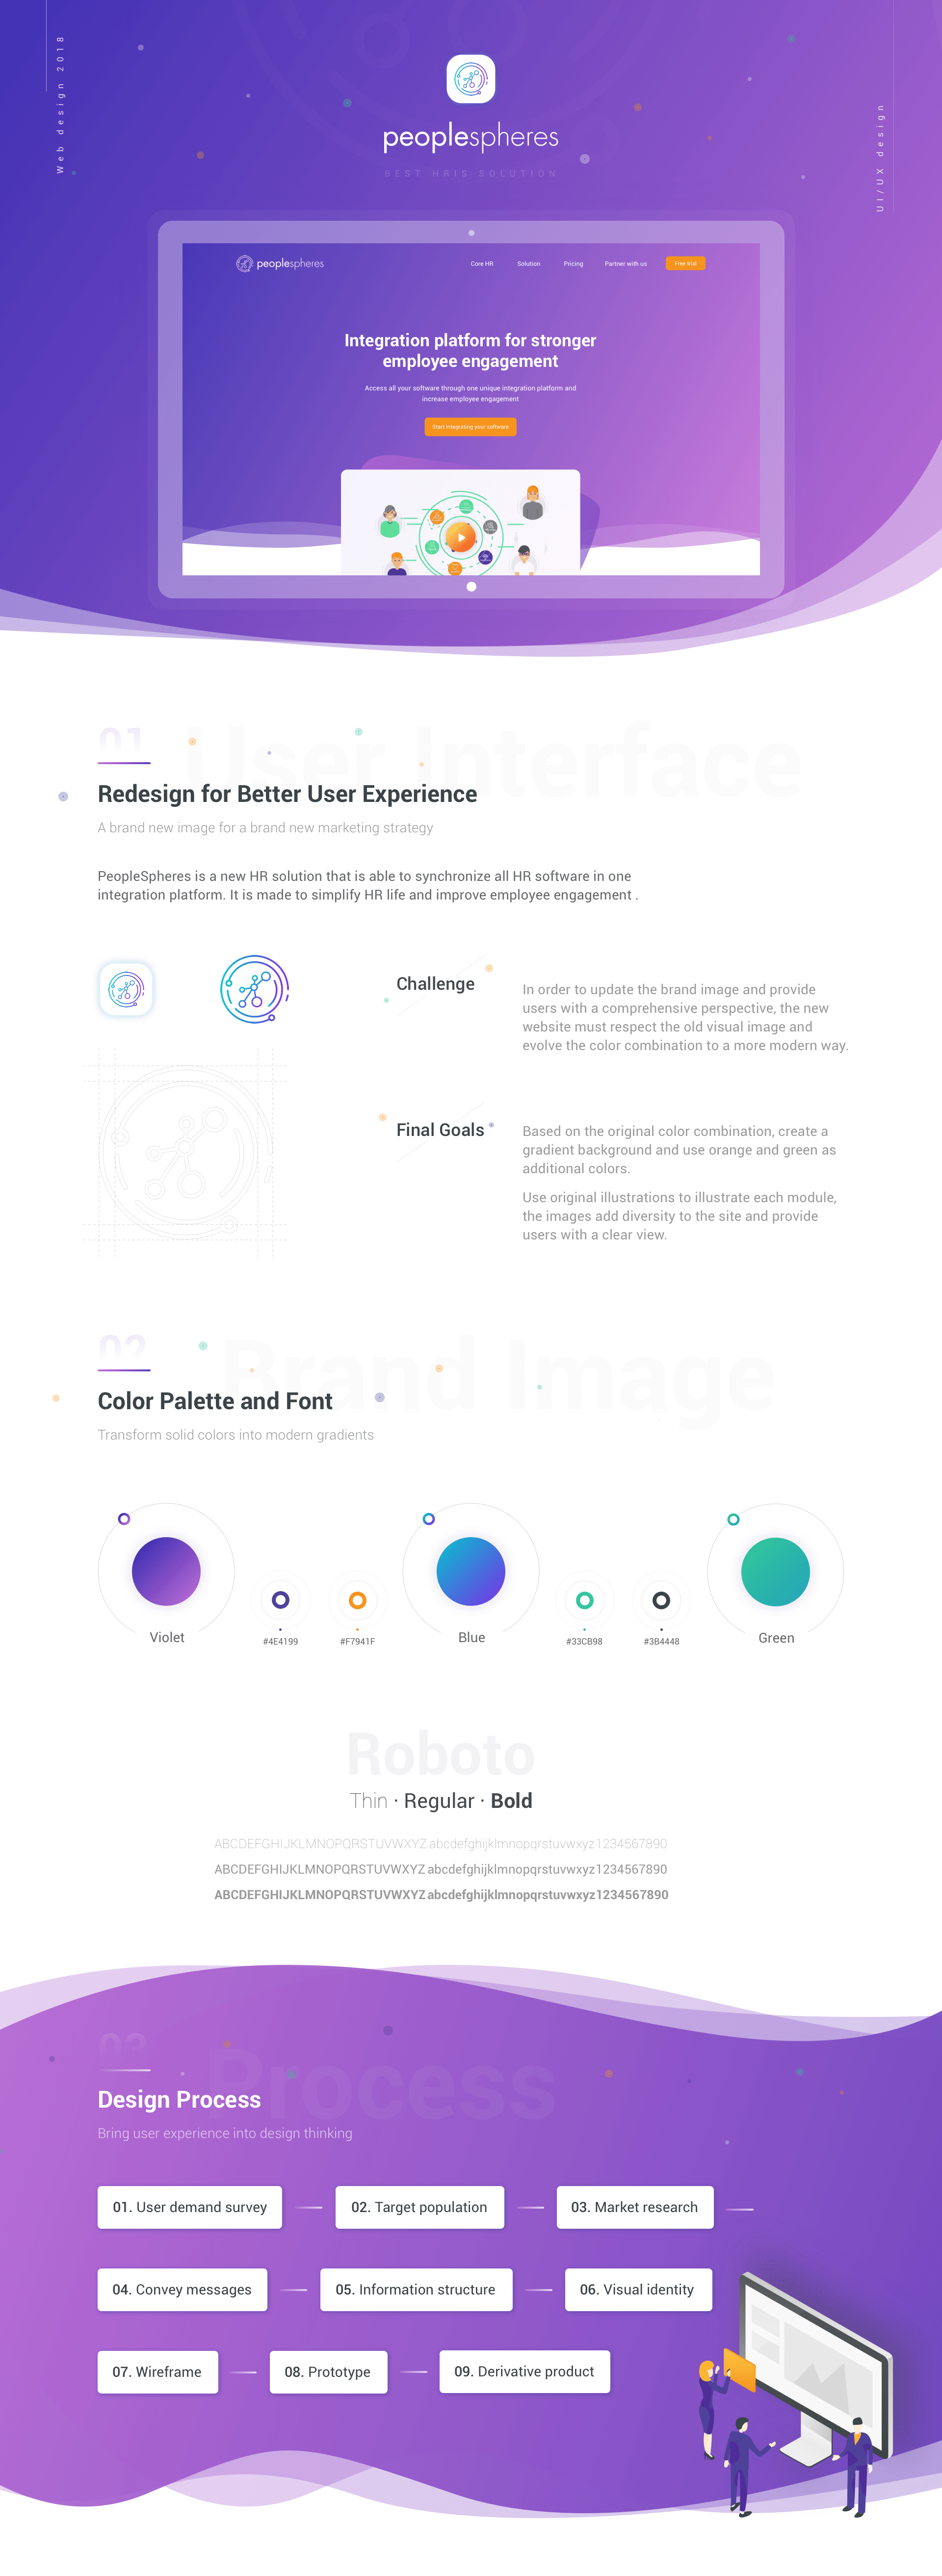 Web design 2018
UI/UX design
peoplespheres
BEST HRIS SOLUTION
peoplespheres
Core HR
Solution
Pricing
Partner with us
Free trial
Integration platform for stronger
employee engagement
Access all your software through one unique integration platform and
increase employee engagement
Start integrating your software
01
User Interface
Redesign for Better User Experience
A brand new image for a brand new marketing strategy
PeopleSpheres is a new HR solution that is able to synchronize all HR software in one
integration platform. It is made to simplify HR life and improve employee engagement .
Challenge
In order to update the brand image and provide
users with a comprehensive perspective, the new
website must respect the old visual image and
evolve the color combination to a more modern way.
Final Goals
Based on the original color combination, create a
gradient background and use orange and green as
additional colors.
Use original illustrations to illustrate each module,
the images add diversity to the site and provide
users with a clear view.
02
Brand Image
Color Palette and Font
Transform solid colors into modern gradients
Violet
#4E4199
#F7941F
Blue
#33CB98
#3B4448
Green
Roboto
Thin · Regular · Bold
ABCDEFGHIJKLMNOPQRSTUVWXYZ abcdefghijklmnopqrstuvwxyz1234567890
ABCDEFGHIJKLMNOPQRSTUVWXYZ abcdefghijklmnopqrstuvwxyz1234567890
ABCDEFGHIJKLMNOPQRSTUVWXYZ abcdefghijklmnopqrstuvwxyz1234567890
03
Process
Design Process
Bring user experience into design thinking
01. User demand survey
02. Target population
03. Market research
04. Convey messages
05. Information structure
06. Visual identity
07. Wireframe
08. Prototype
09. Derivative product